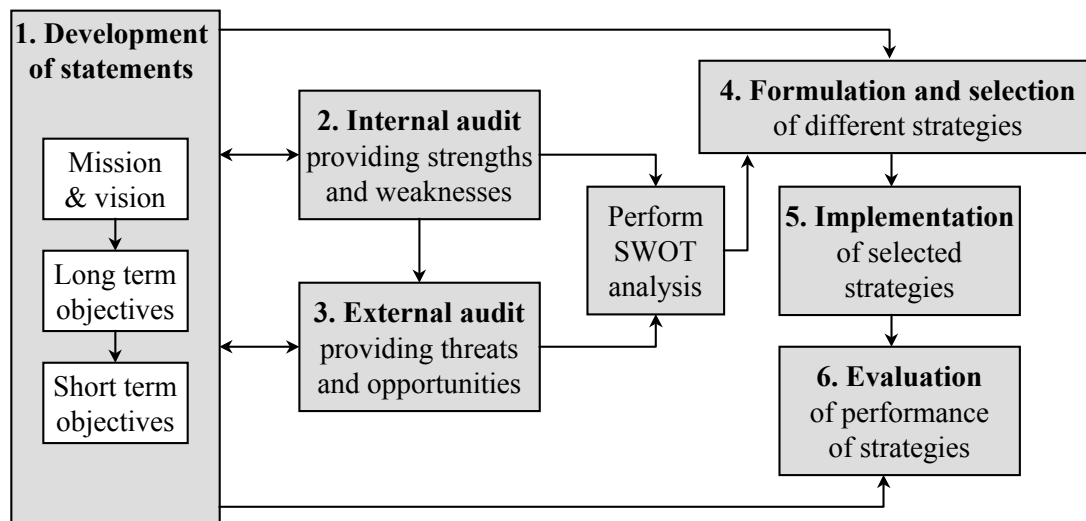 1. Development
of statements
Mission
& vision
Long term
objectives
Short term
objectives
2. Internal audit
providing strengths
and weaknesses
3. External audit
providing threats
and opportunities
Perform
SWOT
analysis
4. Formulation and selection
of different strategies
5. Implementation
of selected
strategies
6. Evaluation
of performance
of strategies